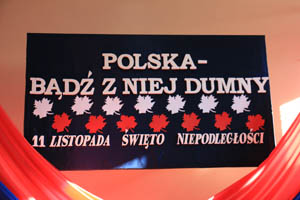 POLSKA-
BĄDŹ Z NIEJ DUMNY
11 LISTOPADA ŚWIĘTO NIEPODLEGŁOŚCI